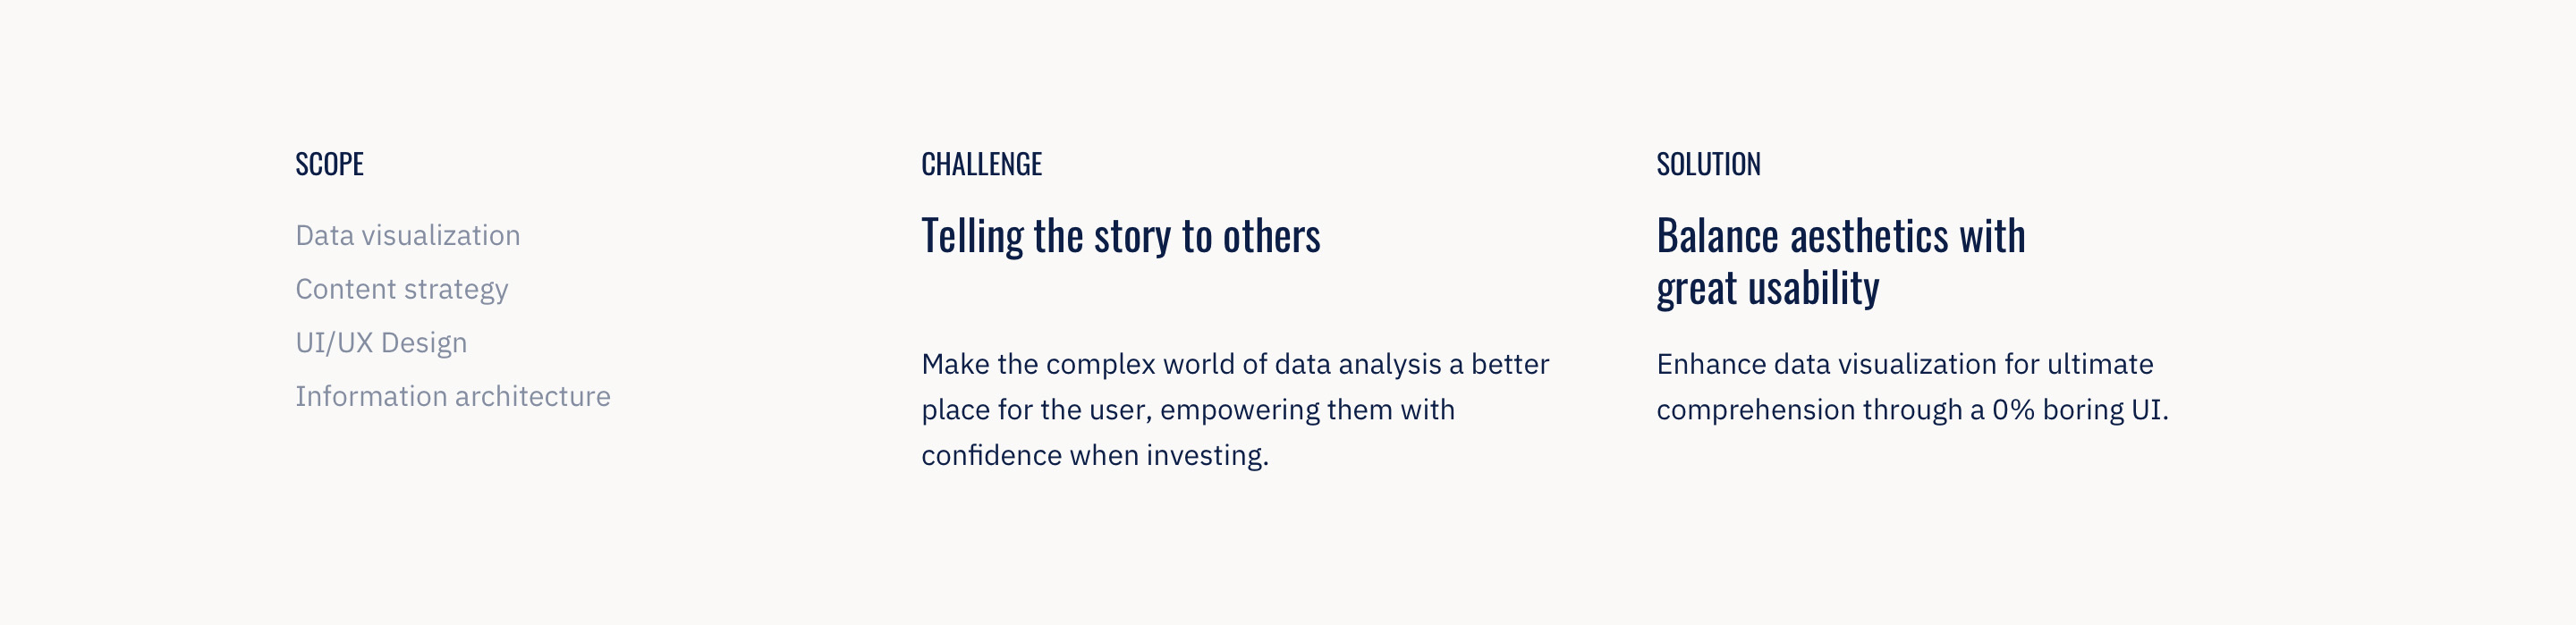 SCOPE
Data visualization
Content strategy
UI/UX Design
Information architecture
CHALLENGE
Telling the story to others
Make the complex world of data analysis a better
place for the user, empowering them with
confidence when investing.
SOLUTION
Balance aesthetics with
great usability
Enhance data visualization for ultimate
comprehension through a 0% boring UI.